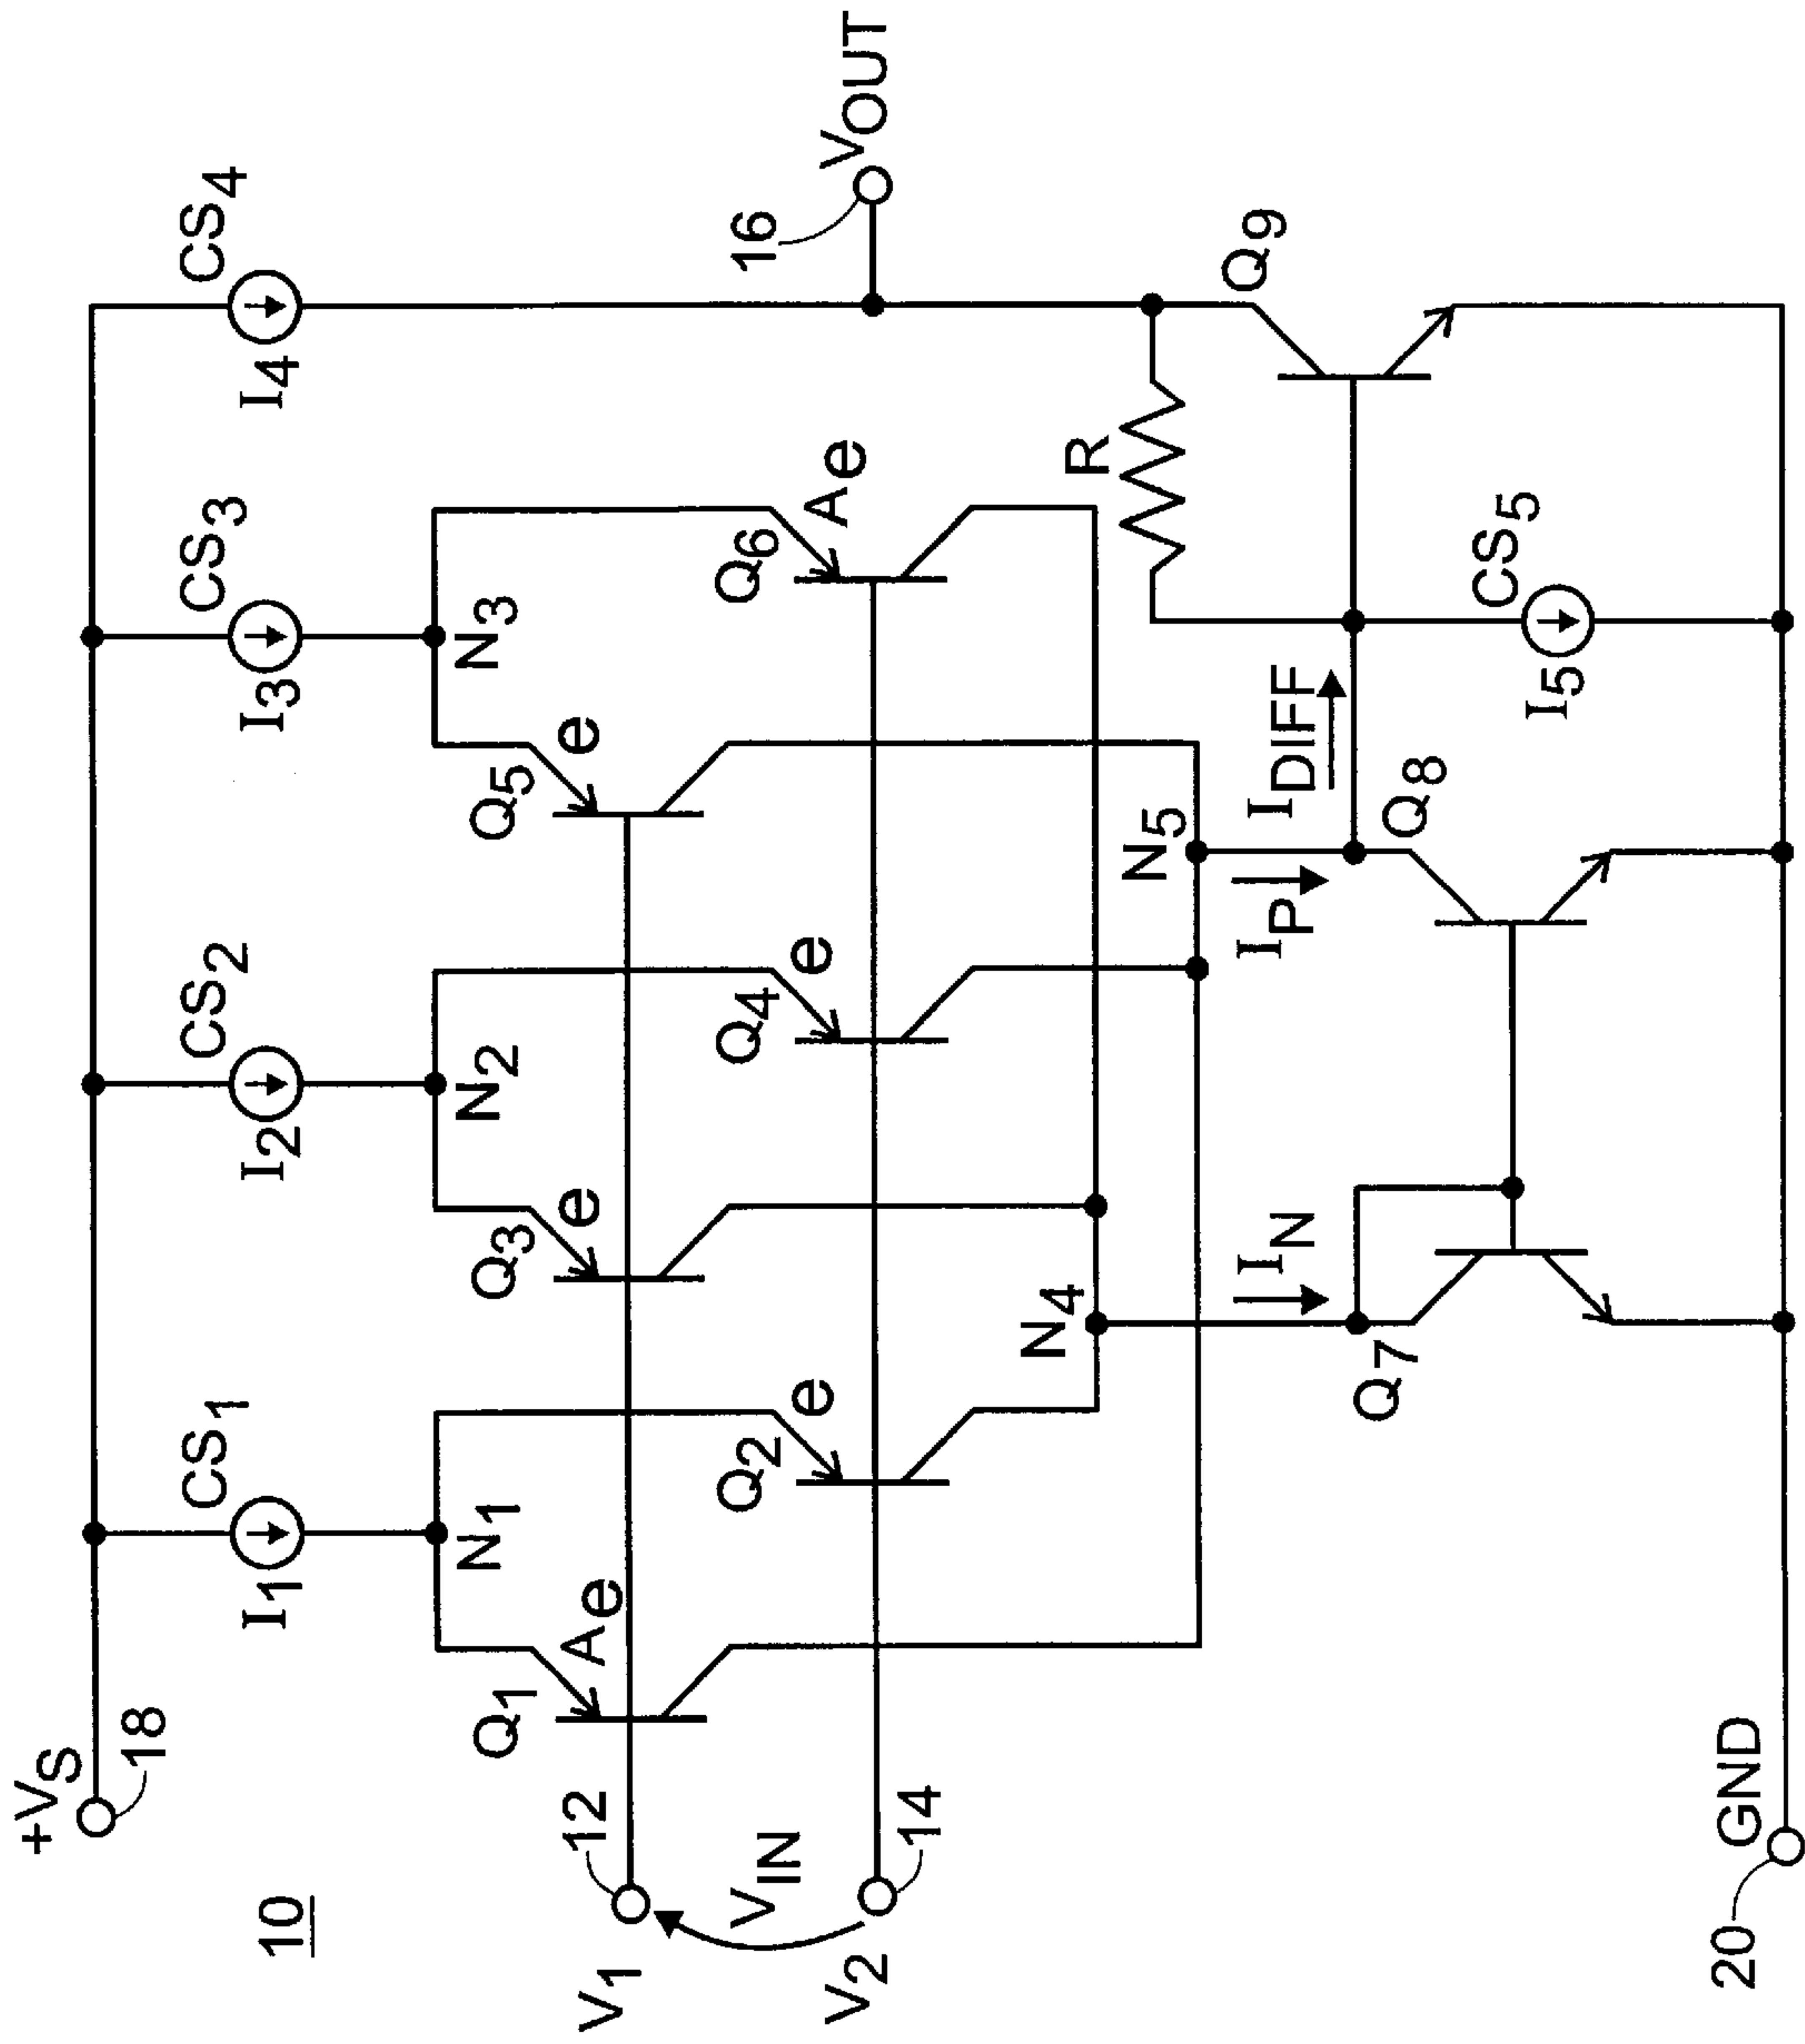 10
+VS
18
CS1
I1
CS2
I2
CS3
I3
CS4
I4
N1
N2
N3
Q1
Ae
Q3
e
Q5
e
V1
12
VIN
V2
14
Q2
e
Q4
e
Q6
Ae
16
VOUT
N4
N5
R
IN
IP
IDIFF
Q7
Q8
Q9
CS5
I5
GND
20